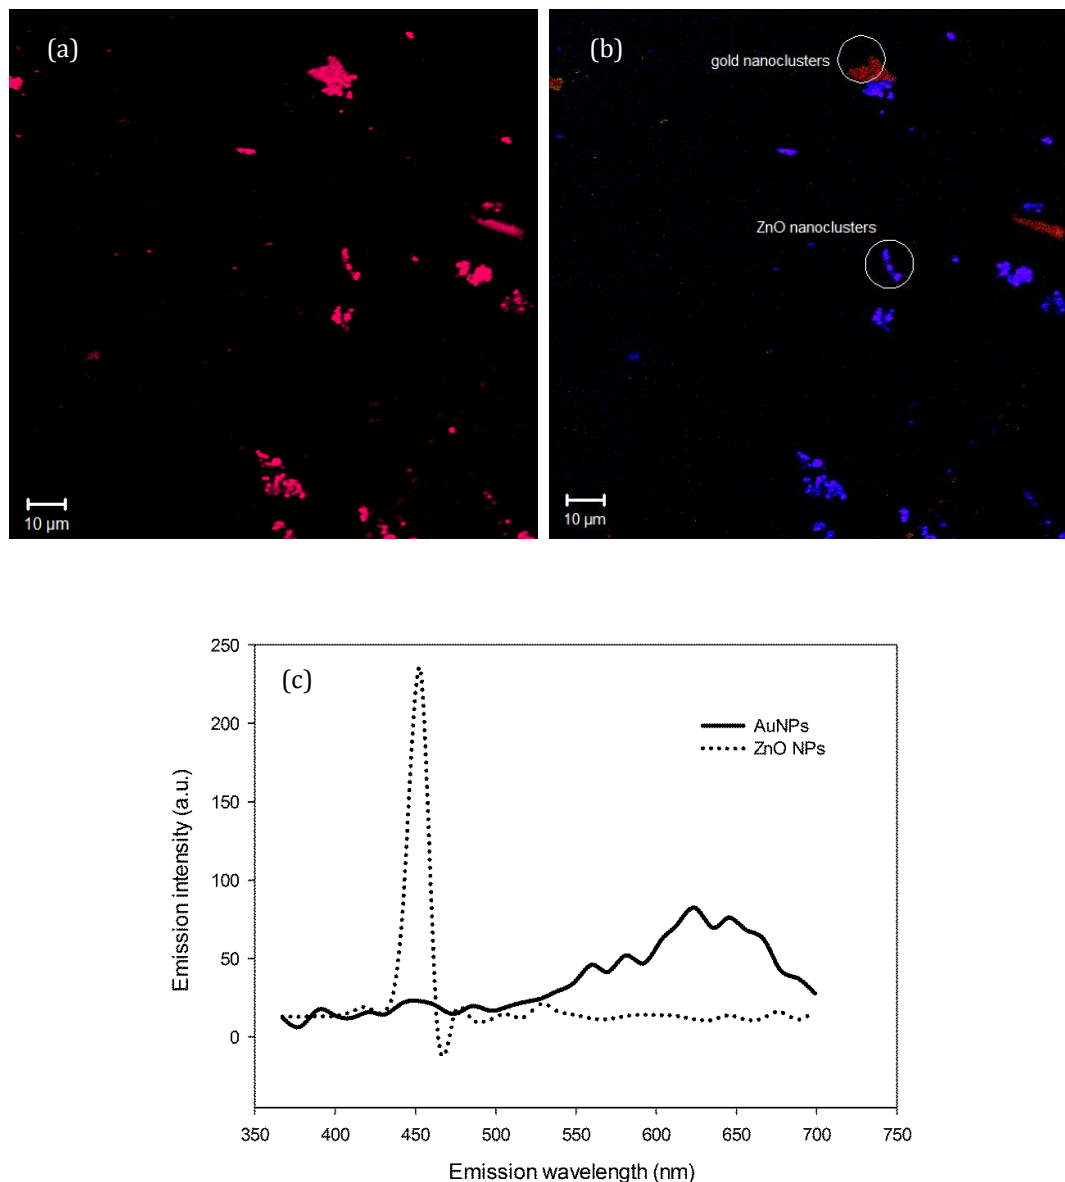 (a)
10 µm
(b)
gold nanoclusters
ZnO nanoclusters
10 µm
(c)
250
200
150
100
50
0
Emission intensity (a.u.)
AuNPs
ZnO NPs
350 400 450 500 550 600 650 700 750
Emission wavelength (nm)